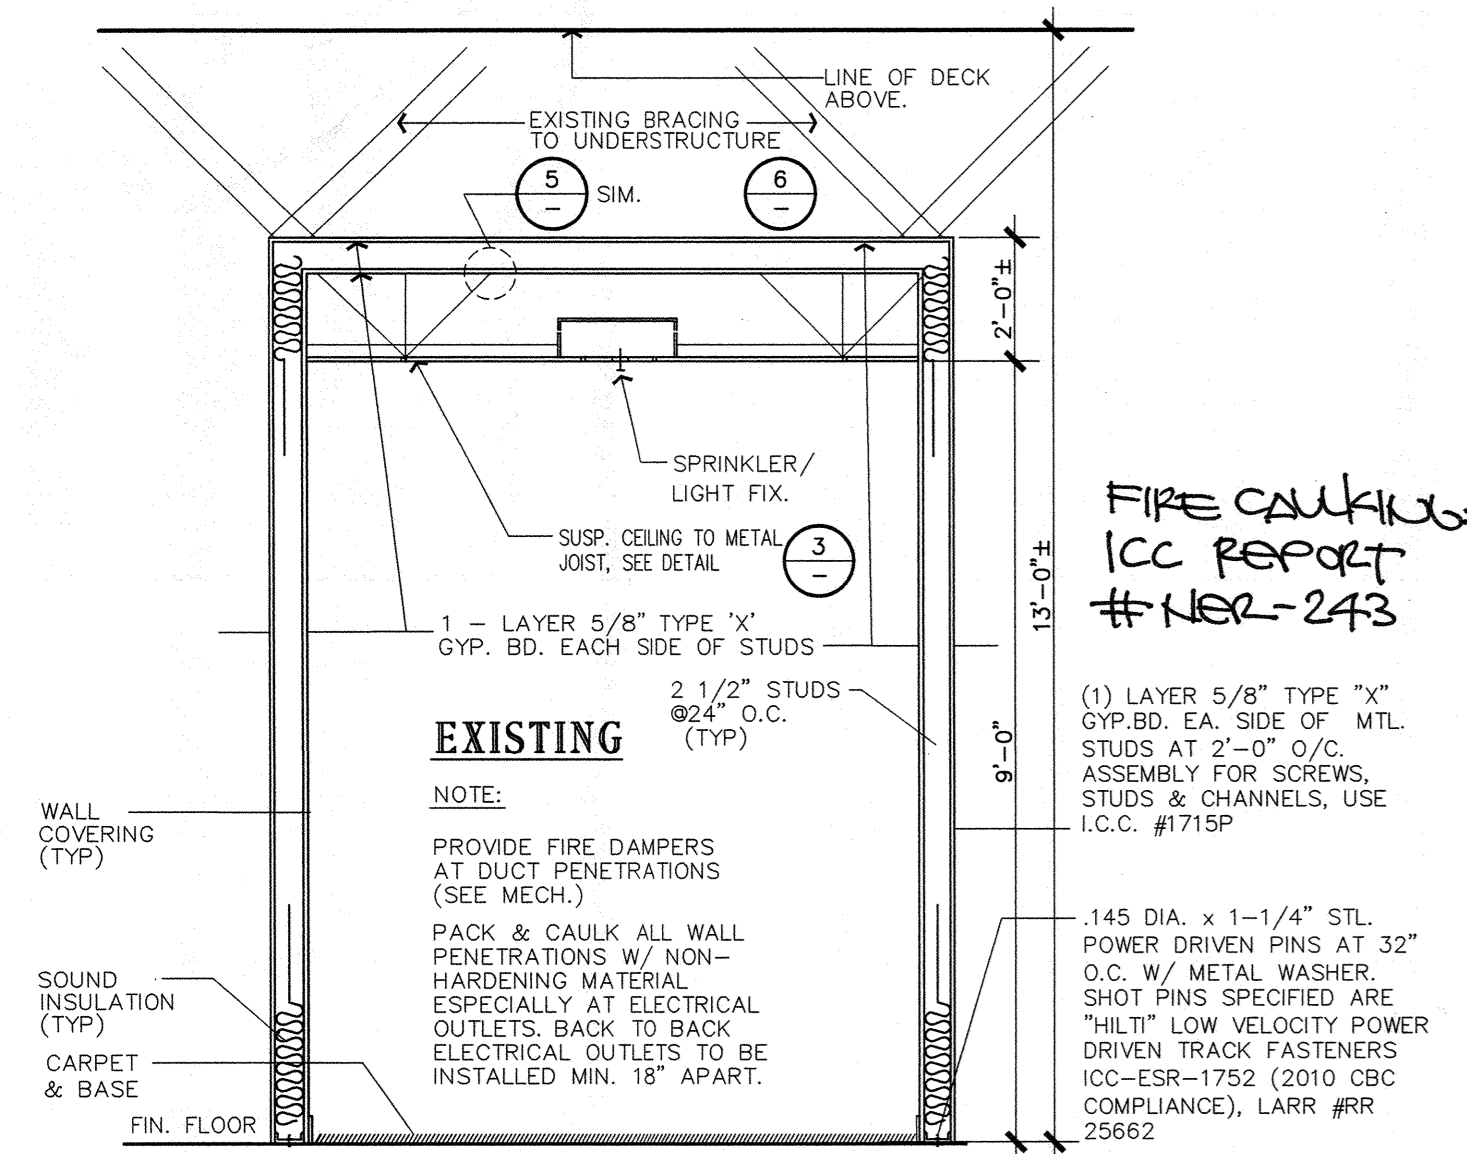 LINE OF DECK
ABOVE.
EXISTING BRACING
TO UNDERSTRUCTURE
5
–
SIM.
6
–
2'-0"±
SPRINKLER/
LIGHT FIX.
SUSP. CEILING TO METAL
JOIST, SEE DETAIL
3
–
13'-0"±
FIRE CAULKING:
ICC REPORT
# NER-243
1 - LAYER 5/8" TYPE 'X'
GYP. BD. EACH SIDE OF STUDS
2 1/2" STUDS
@24" O.C.
(TYP)
9'-0"
(1) LAYER 5/8" TYPE "X"
GYP.BD. EA. SIDE OF MTL.
STUDS AT 2'-0" O/C.
ASSEMBLY FOR SCREWS,
STUDS & CHANNELS, USE
I.C.C. #1715P
EXISTING
NOTE:
PROVIDE FIRE DAMPERS
AT DUCT PENETRATIONS
(SEE MECH.)
PACK & CAULK ALL WALL
PENETRATIONS W/ NON-
HARDENING MATERIAL
ESPECIALLY AT ELECTRICAL
OUTLETS. BACK TO BACK
ELECTRICAL OUTLETS TO BE
INSTALLED MIN. 18" APART.
WALL
COVERING
(TYP)
SOUND
INSULATION
(TYP)
CARPET
& BASE
FIN. FLOOR
.145 DIA. x 1-1/4" STL.
POWER DRIVEN PINS AT 32"
O.C. W/ METAL WASHER.
SHOT PINS SPECIFIED ARE
"HILTI" LOW VELOCITY POWER
DRIVEN TRACK FASTENERS
ICC-ESR-1752 (2010 CBC
COMPLIANCE), LARR #RR
25662